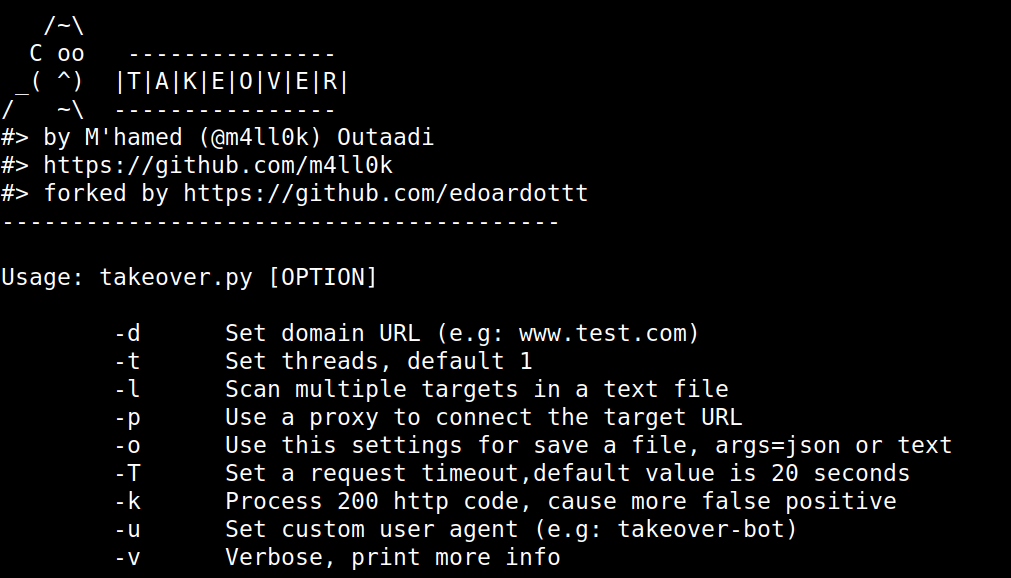 /~\
  C oo   ---------------
 _( ^)  |T|A|K|E|O|V|E|R|
/   ~\  ----------------
#> by M'hamed (@m4ll0k) Outaadi
#> https://github.com/m4ll0k
#> forked by https://github.com/edoardottt
----------------------------------------
Usage: takeover.py [OPTION]
        -d      Set domain URL (e.g: www.test.com)
        -t      Set threads, default 1
        -l      Scan multiple targets in a text file
        -p      Use a proxy to connect the target URL
        -o      Use this settings for save a file, args=json or text
        -T      Set a request timeout,default value is 20 seconds
        -k      Process 200 http code, cause more false positive
        -u      Set custom user agent (e.g: takeover-bot)
        -v      Verbose, print more info